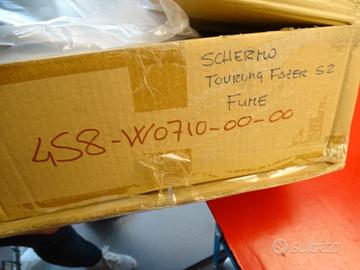 SCHERMO
TOURING FAZER S2
FUME
4S8-W0710-00-00
subito